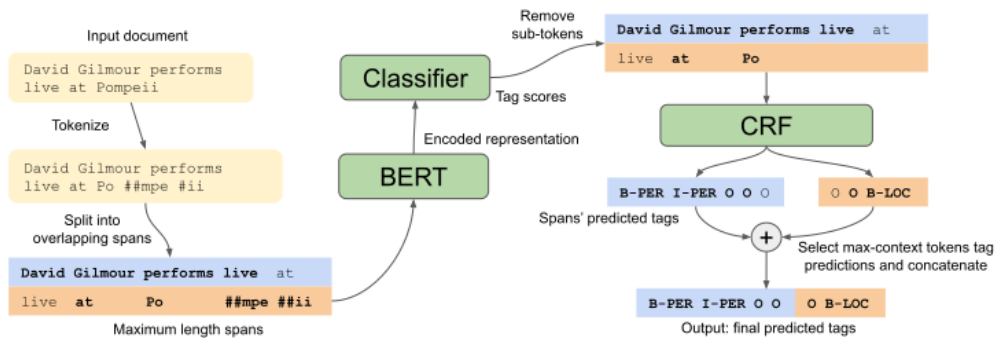 Input document
David Gilmour performs
live at Pompeii
Tokenize
David Gilmour performs
live at Po ##mpe #ii
Split into
overlapping spans
David Gilmour performs live at
live at Po ##mpe ##ii
Maximum length spans
BERT
Encoded representation
Classifier
Tag scores
Remove
sub-tokens
David Gilmour performs live at
live at Po
CRF
B-PER I-PER O O O
O O B-LOC
Spans' predicted tags
+
Select max-context tokens tag
predictions and concatenate
B-PER I-PER O O O B-LOC
Output: final predicted tags